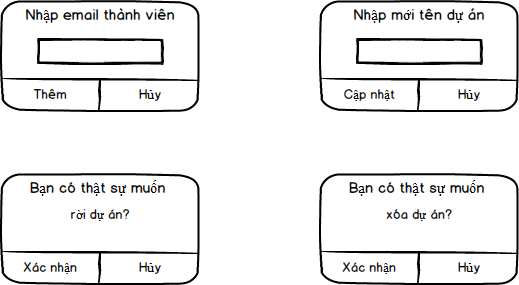 Nhập email thành viên
Thêm
Hủy
Nhập mới tên dự án
Cập nhật
Hủy
Bạn có thật sự muốn
rời dự án?
Xác nhận
Hủy
Bạn có thật sự muốn
xóa dự án?
Xác nhận
Hủy